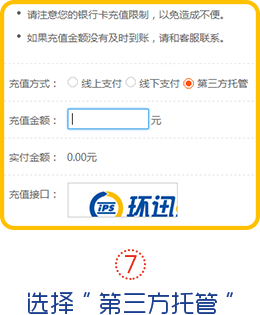 • 请注意您的银行卡充值限制，以免造成不便。
• 如果充值金额没有及时到账，请和客服联系。
充值方式： 线上支付 线下支付 第三方托管
充值金额： 元
实付金额： 0.00元
充值接口： iPS 环迅
7
选择 " 第三方托管 "